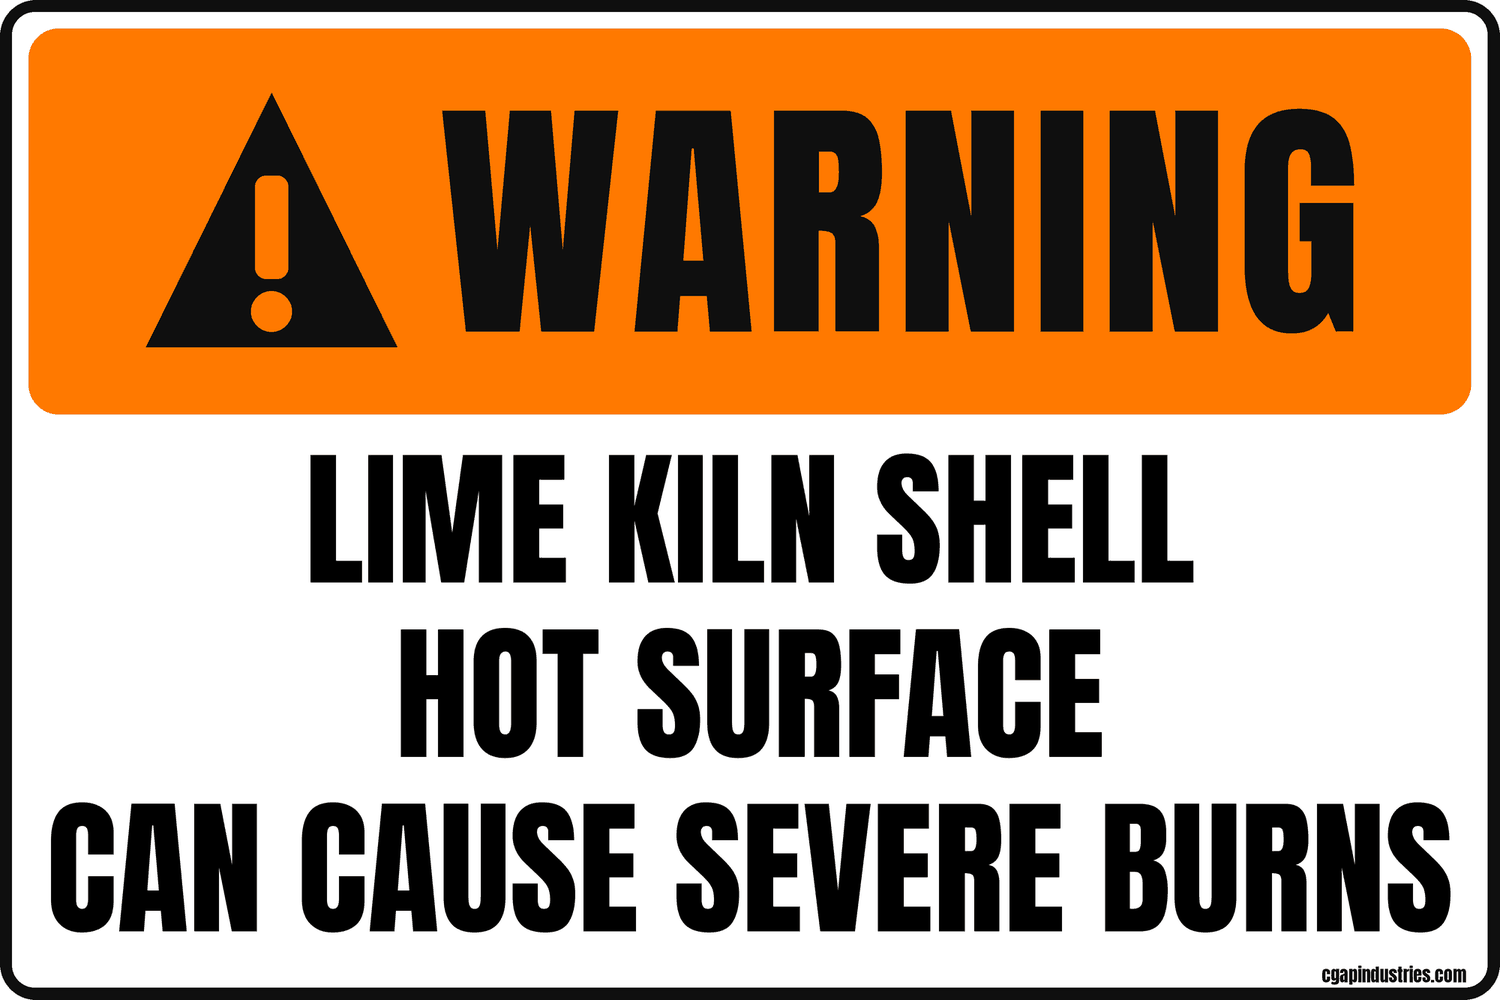 WARNING
LIME KILN SHELL
HOT SURFACE
CAN CAUSE SEVERE BURNS
cgapindustries.com